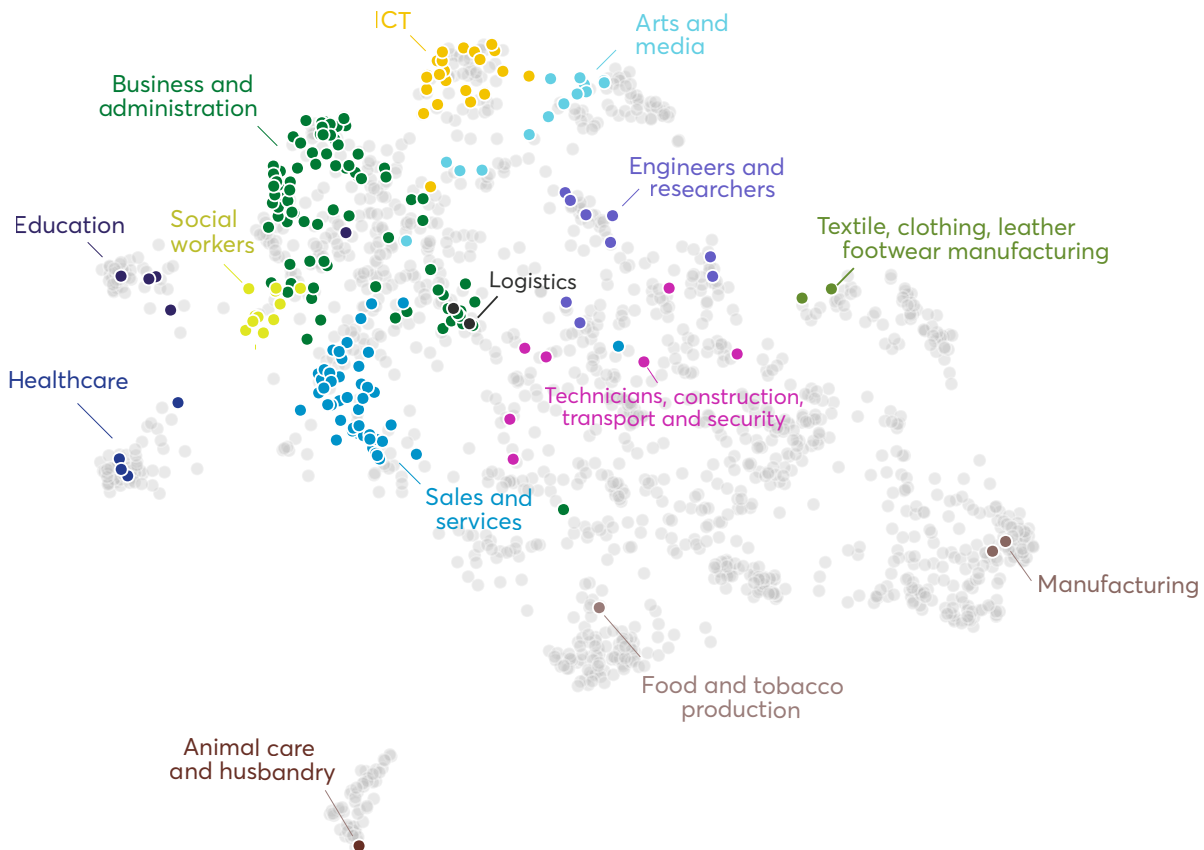 ICT
Arts and
media
Business and
administration
Engineers and
researchers
Education
Social
workers
Textile, clothing, leather
footwear manufacturing
Logistics
Healthcare
Technicians, construction,
transport and security
Sales and
services
Manufacturing
Food and tobacco
production
Animal care
and husbandry